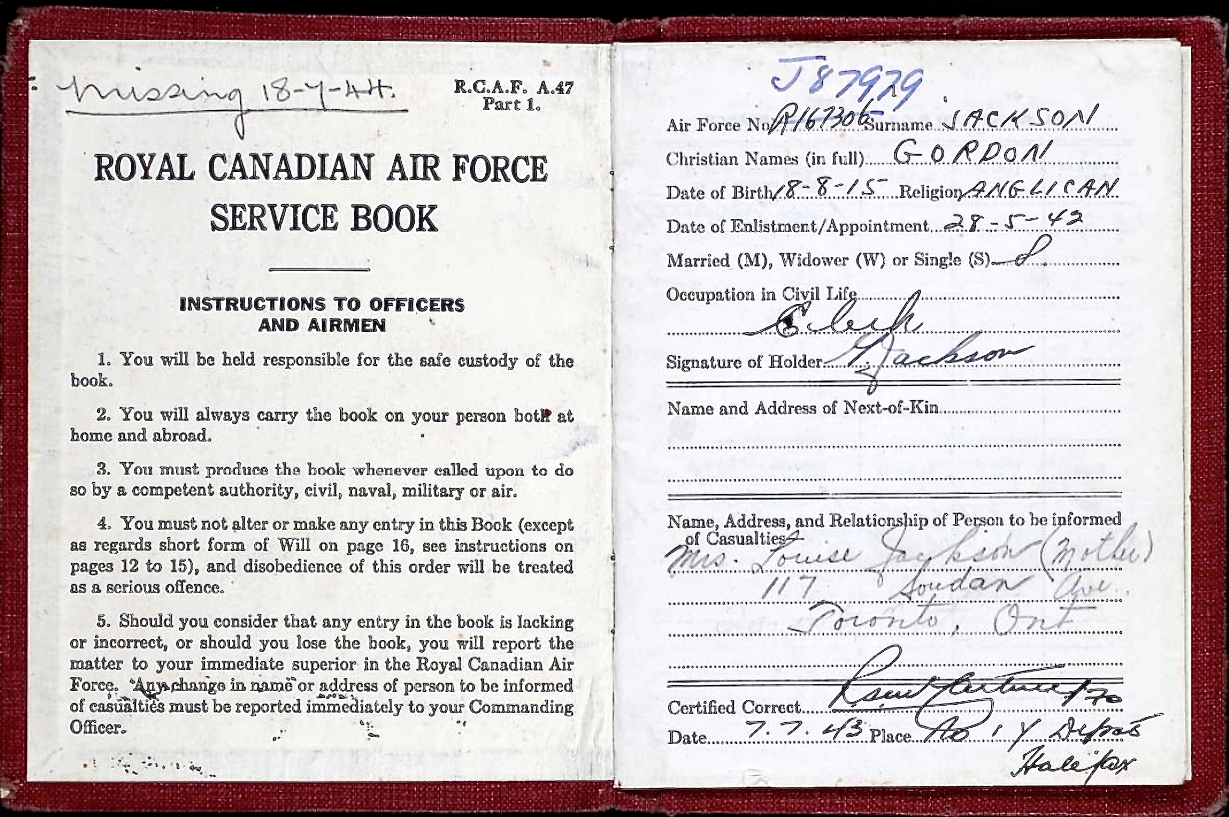 Missing 18-7-44.
R.C.A.F. A.47
Part 1.
ROYAL CANADIAN AIR FORCE
SERVICE BOOK
INSTRUCTIONS TO OFFICERS
AND AIRMEN
1. You will be held responsible for the safe custody of the
book.
2. You will always carry the book on your person both at
home and abroad.
3. You must produce the book whenever called upon to do
so by a competent authority, civil, naval, military or air.
4. You must not alter or make any entry in this Book (except
as regards short form of Will on page 16, see instructions on
pages 12 to 15), and disobedience of this order will be treated
as a serious offence.
5. Should you consider that any entry in the book is lacking
or incorrect, or should you lose the book, you will report the
matter to your immediate superior in the Royal Canadian Air
Force. Any change in name or address of person to be informed
of casualties must be reported immediately to your Commanding
Officer.
J87929
Air Force No. R167306 Surname JACKSON
Christian Names (in full) GORDON
Date of Birth 18-8-15 Religion ANGLICAN
Date of Enlistment/Appointment 28-5-42
Married (M), Widower (W) or Single (S) S.
Occupation in Civil Life
Clerk
Signature of Holder G Jackson
Name and Address of Next-of-Kin
Name, Address, and Relationship of Person to be informed
of Casualties
Mrs. Louise Jackson (Mother)
117 Soudan Ave.
Toronto, Ont
Certified Correct F/O
Date 7.7.43 Place No 1 Y Depot
Halifax